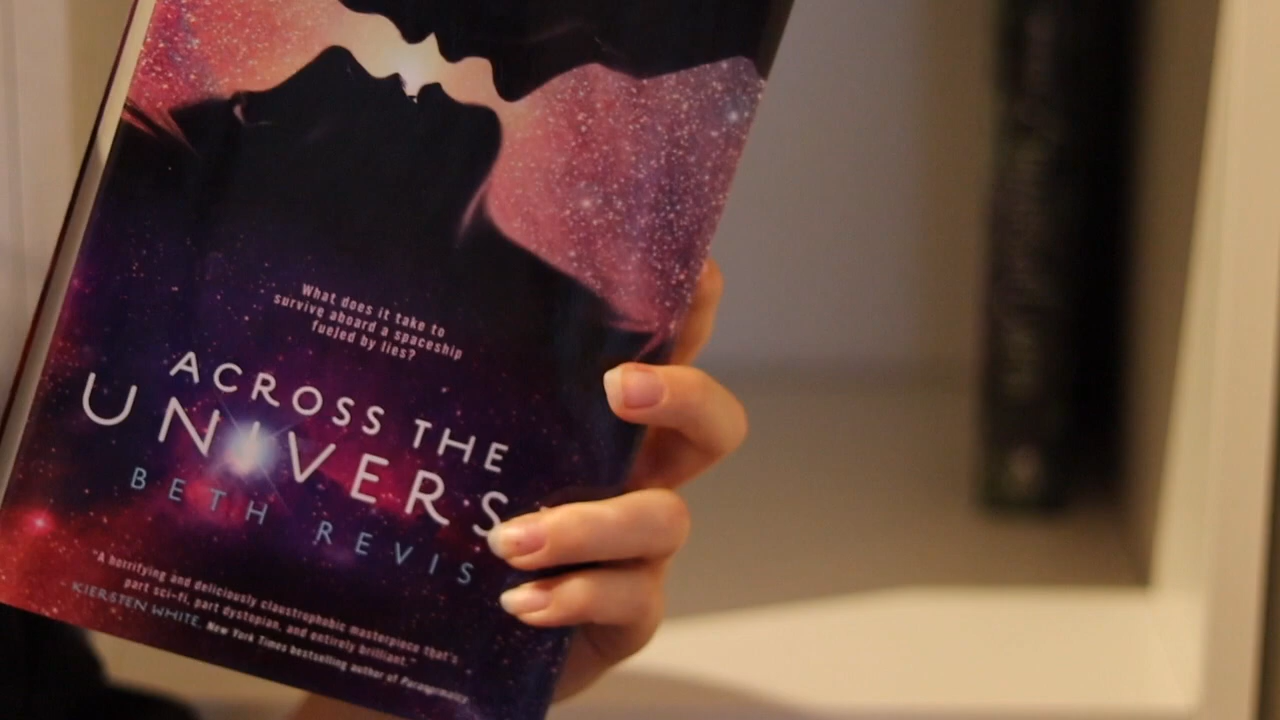 What does it take to
survive aboard a spaceship
fueled by lies?
ACROSS THE
UNIVERS
BETH REVIS
"A horrifying and deliciously claustrophobic masterpiece that's
part sci-fi, part dystopian, and entirely brilliant."
KIERSTEN WHITE, New York Times bestselling author of Paranormalcy